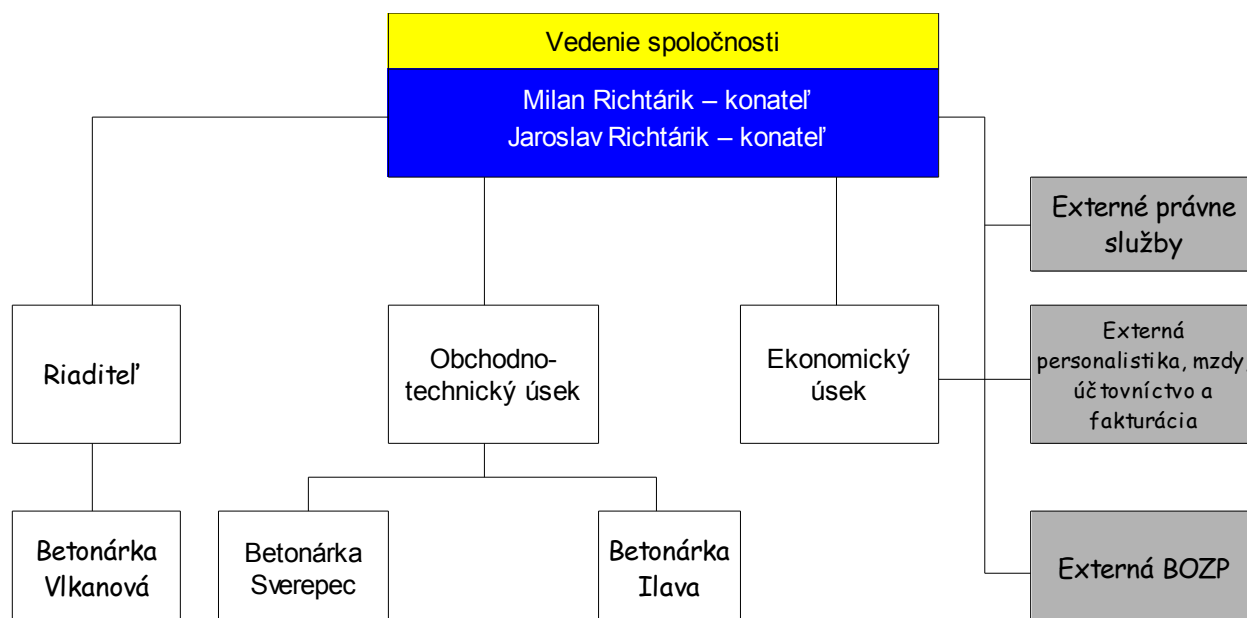 Vedenie spoločnosti
Milan Richtárik – konateľ
Jaroslav Richtárik – konateľ
Externé právne
služby
Riaditeľ
Obchodno-
technický úsek
Ekonomický
úsek
Externá
personalistika, mzdy,
účtovníctvo a
fakturácia
Betonárka
Vlkanová
Betonárka
Sverepec
Betonárka
Ilava
Externá BOZP